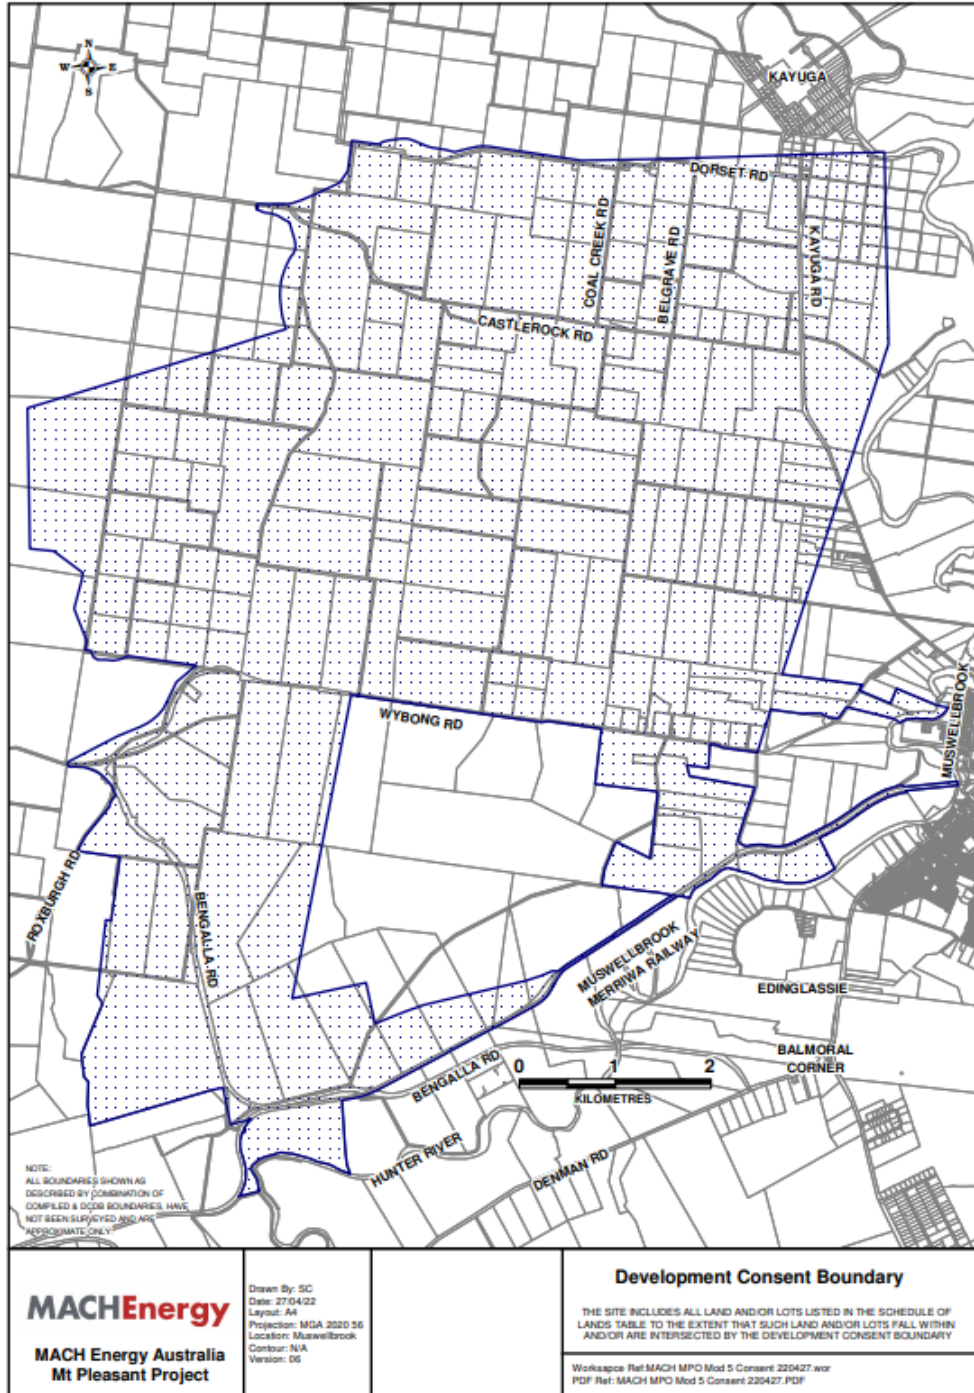 N
W E
S
KAYUGA
DORSET RD
COAL CREEK RD
BELGRAVE RD
KAYUGA RD
CASTLEROCK RD
WYBONG RD
MUSWELLBROOK
ROXBURGH RD
BENGALLA RD
MUSWELLBROOK
MERRIWA RAILWAY
EDINGLASSIE
BALMORAL
CORNER
BENGALLA RD
0 1 2
KILOMETRES
HUNTER RIVER
DENMAN RD
NOTE:
ALL BOUNDARIES SHOWN AS
DESCRIBED BY COMBINATION OF
COMPILED & DCDB BOUNDARIES, HAVE
NOT BEEN SURVEYED AND ARE
APPROXIMATE ONLY.
MACHEnergy
MACH Energy Australia
Mt Pleasant Project
Drawn By: SC
Date: 27/04/22
Layout: A4
Projection: MGA 2020 56
Location: Muswellbrook
Contour: N/A
Version: 06
Development Consent Boundary
THE SITE INCLUDES ALL LAND AND/OR LOTS LISTED IN THE SCHEDULE OF
LANDS TABLE TO THE EXTENT THAT SUCH LAND AND/OR LOTS FALL WITHIN
AND/OR ARE INTERSECTED BY THE DEVELOPMENT CONSENT BOUNDARY
Worksapce Ref:MACH MPO Mod 5 Consent 220427.wor
PDF Ref: MACH MPO Mod 5 Consent 220427.PDF